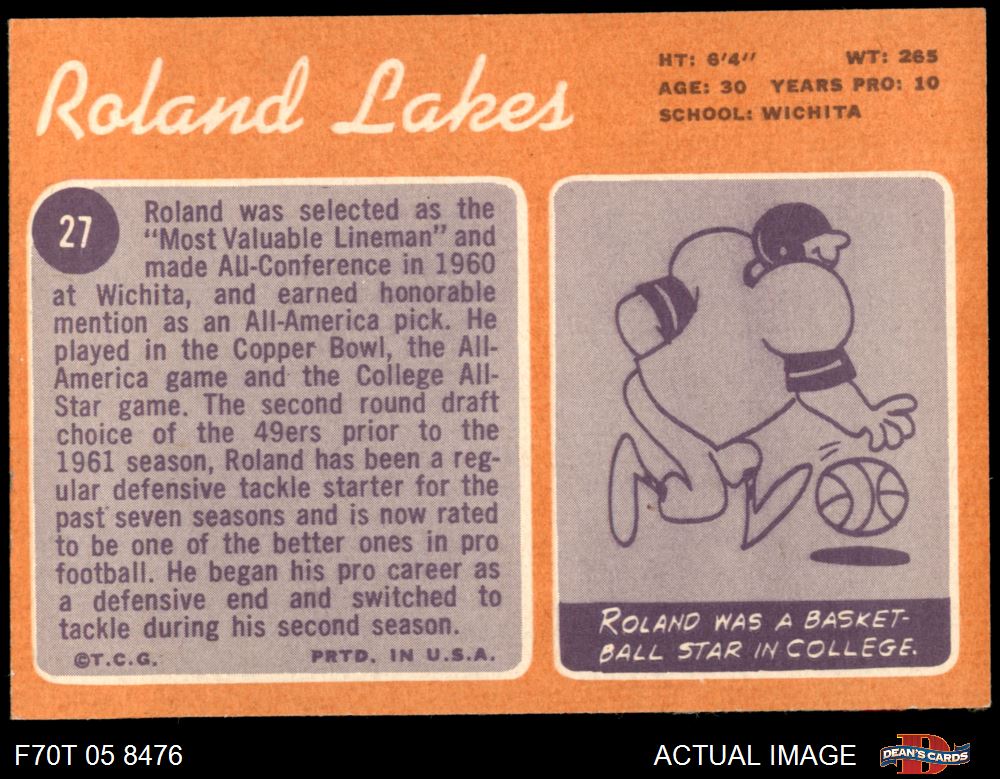 Roland Lakes
HT: 6'4" WT: 265
AGE: 30 YEARS PRO: 10
SCHOOL: WICHITA
27
Roland was selected as the
"Most Valuable Lineman" and
made All-Conference in 1960
at Wichita, and earned honorable
mention as an All-America pick. He
played in the Copper Bowl, the All-
America game and the College All-
Star game. The second round draft
choice of the 49ers prior to the
1961 season, Roland has been a reg-
ular defensive tackle starter for the
past seven seasons and is now rated
to be one of the better ones in pro
football. He began his pro career as
a defensive end and switched to
tackle during his second season.
©T.C.G. PRTD. IN U.S.A.
ROLAND WAS A BASKET-
BALL STAR IN COLLEGE.
F70T 05 8476 ACTUAL IMAGE DEAN'S CARDS